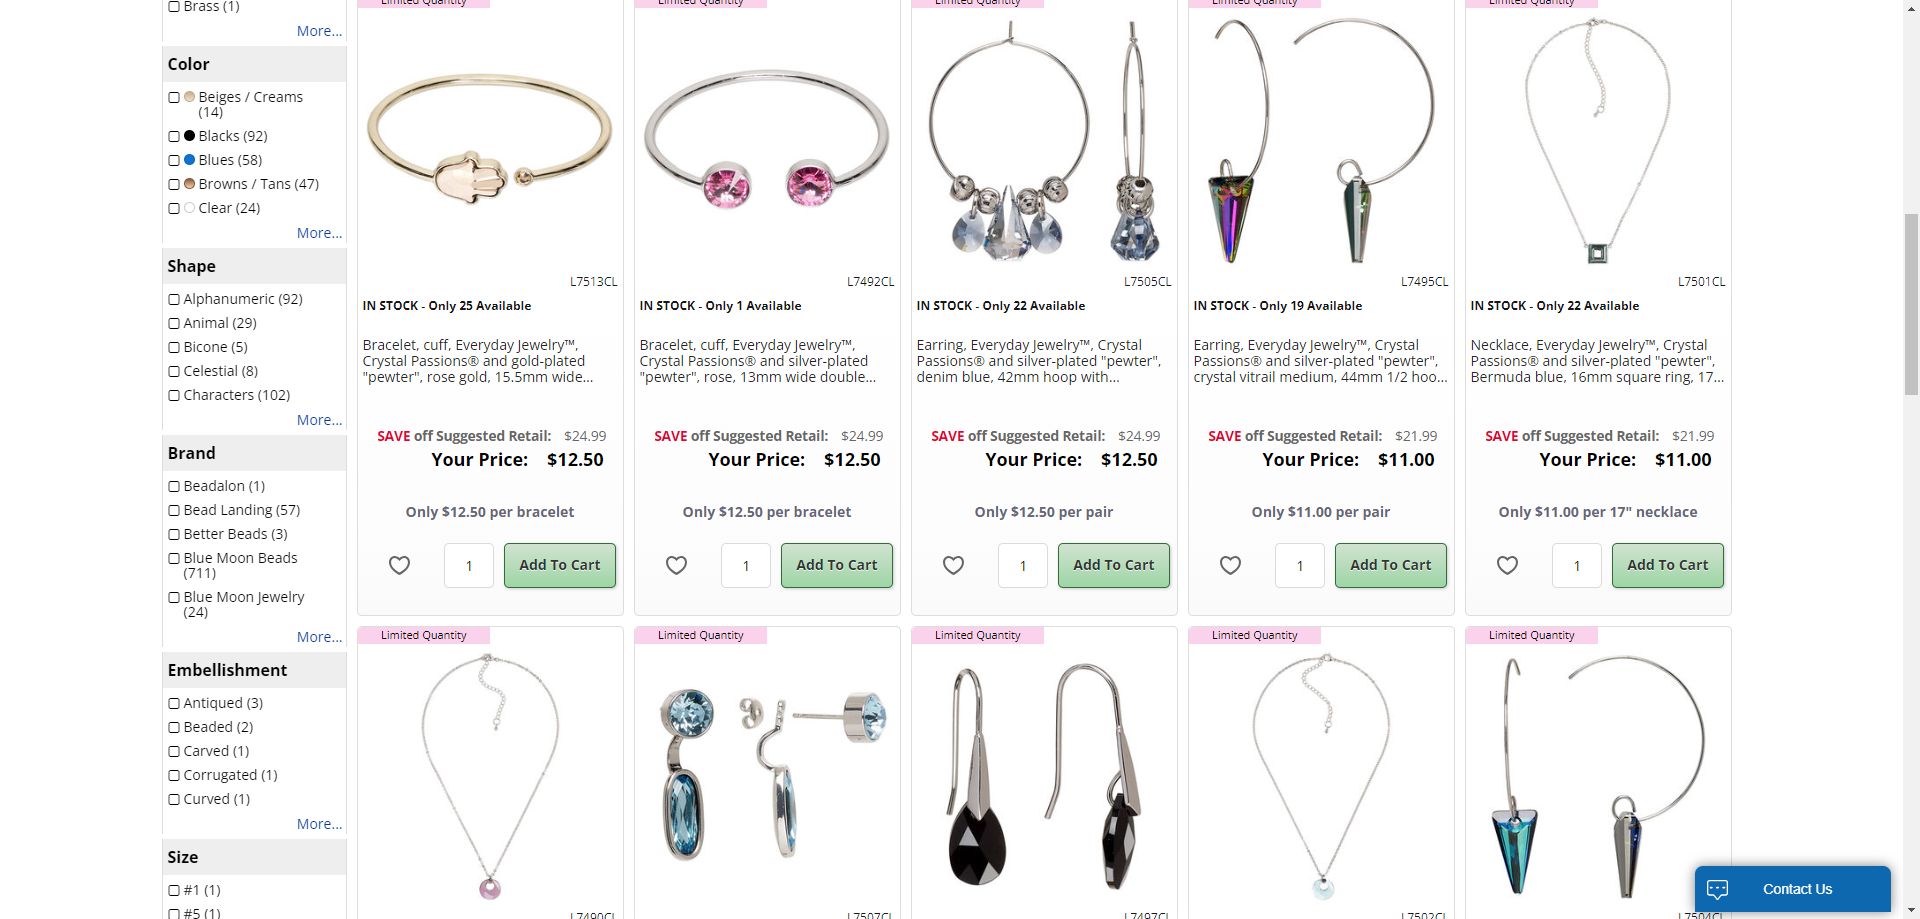 Brass (1)
More...
Color
Beiges / Creams
(14)
Blacks (92)
Blues (58)
Browns / Tans (47)
Clear (24)
More...
Shape
Alphanumeric (92)
Animal (29)
Bicone (5)
Celestial (8)
Characters (102)
More...
Brand
Beadalon (1)
Bead Landing (57)
Better Beads (3)
Blue Moon Beads
(711)
Blue Moon Jewelry
(24)
More...
Embellishment
Antiqued (3)
Beaded (2)
Carved (1)
Corrugated (1)
Curved (1)
More...
Size
#1 (1)
#5 (1)
Limited Quantity
L7513CL
IN STOCK - Only 25 Available
Bracelet, cuff, Everyday Jewelry™,
Crystal Passions® and gold-plated
"pewter", rose gold, 15.5mm wide...
SAVE off Suggested Retail: $24.99
Your Price: $12.50
Only $12.50 per bracelet
1
Add To Cart
Limited Quantity
L7492CL
IN STOCK - Only 1 Available
Bracelet, cuff, Everyday Jewelry™,
Crystal Passions® and silver-plated
"pewter", rose, 13mm wide double...
SAVE off Suggested Retail: $24.99
Your Price: $12.50
Only $12.50 per bracelet
1
Add To Cart
Limited Quantity
L7505CL
IN STOCK - Only 22 Available
Earring, Everyday Jewelry™, Crystal
Passions® and silver-plated "pewter",
denim blue, 42mm hoop with...
SAVE off Suggested Retail: $24.99
Your Price: $12.50
Only $12.50 per pair
1
Add To Cart
Limited Quantity
L7495CL
IN STOCK - Only 19 Available
Earring, Everyday Jewelry™, Crystal
Passions® and silver-plated "pewter",
crystal vitrail medium, 44mm 1/2 hoo...
SAVE off Suggested Retail: $21.99
Your Price: $11.00
Only $11.00 per pair
1
Add To Cart
Limited Quantity
L7501CL
IN STOCK - Only 22 Available
Necklace, Everyday Jewelry™, Crystal
Passions® and silver-plated "pewter",
Bermuda blue, 16mm square ring, 17...
SAVE off Suggested Retail: $21.99
Your Price: $11.00
Only $11.00 per 17" necklace
1
Add To Cart
Limited Quantity
L7490CL
Limited Quantity
L7507CL
Limited Quantity
L7497CL
Limited Quantity
L7502CL
Limited Quantity
L7504CL
Contact Us